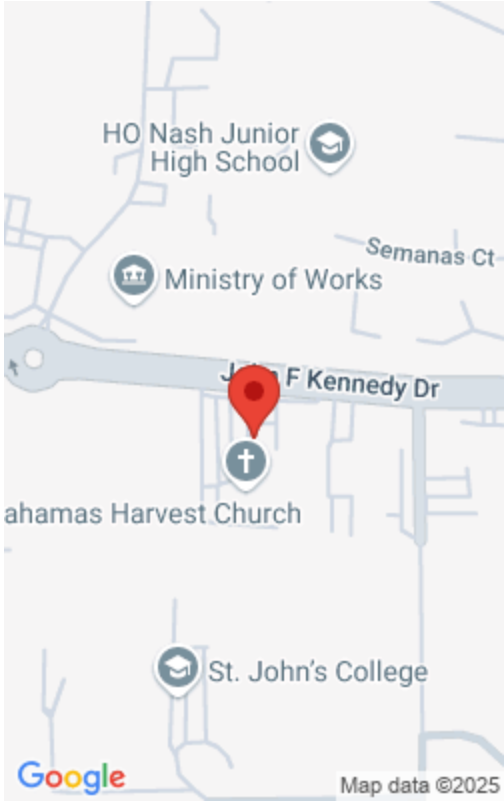 HO Nash Junior
High School
Semanas Ct
Ministry of Works
F Kennedy Dr
ahamas Harvest Church
St. John's College
Google
Map data ©2025